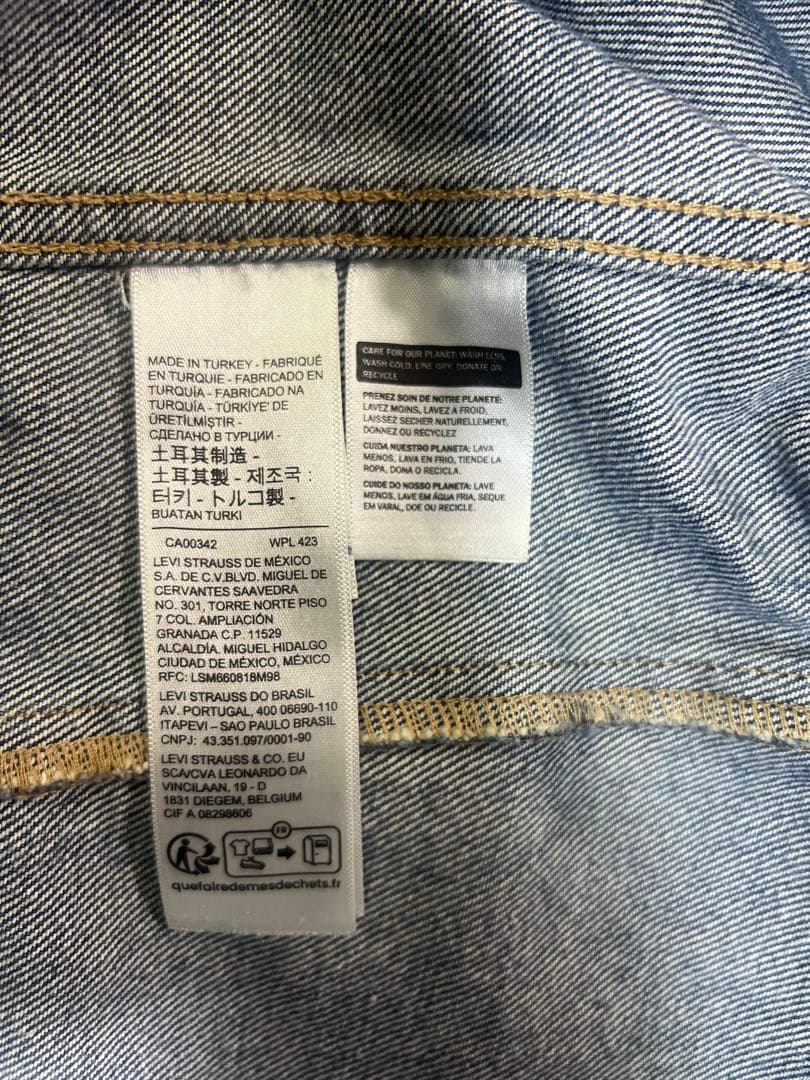 MADE IN TURKEY - FABRIQUÉ
EN TURQUIE - FABRICADO EN
TURQUÍA - FABRICADO NA
TURQUIA - TÜRKİYE' DE
ÜRETİLMİŞTİR -
СДЕЛАНО В ТУРЦИИ -
土耳其制造 -
土耳其製 - 제조국 :
터키 - トルコ製 -
BUATAN TURKI
CA00342 WPL 423
LEVI STRAUSS DE MÉXICO
S.A. DE C.V.BLVD. MIGUEL DE
CERVANTES SAAVEDRA
NO. 301, TORRE NORTE PISO
7 COL. AMPLIACIÓN
GRANADA C.P. 11529
ALCALDÍA. MIGUEL HIDALGO
CIUDAD DE MÉXICO, MÉXICO
RFC: LSM860818M98
LEVI STRAUSS DO BRASIL
AV. PORTUGAL, 400 06690-110
ITAPEVI – SAO PAULO BRASIL
CNPJ: 43.351.097/0001-90
LEVI STRAUSS & CO. EU
SCA/CVA LEONARDO DA
VINCILAAN, 19 - D
1831 DIEGEM, BELGIUM
CIF A 08298606
FR
quefairedemesdechets.fr
CARE FOR OUR PLANET: WASH LESS,
WASH COLD, LINE DRY, DONATE OR
RECYCLE
PRENEZ SOIN DE NOTRE PLANETE:
LAVEZ MOINS, LAVEZ A FROID,
LAISSEZ SECHER NATURELLEMENT,
DONNEZ OU RECYCLEZ
CUIDA NUESTRO PLANETA: LAVA
MENOS, LAVA EN FRIO, TIENDE LA
ROPA, DONA O RECICLA.
CUIDE DO NOSSO PLANETA: LAVE
MENOS, LAVE EM ÁGUA FRIA, SEQUE
EM VARAL, DOE OU RECICLE.